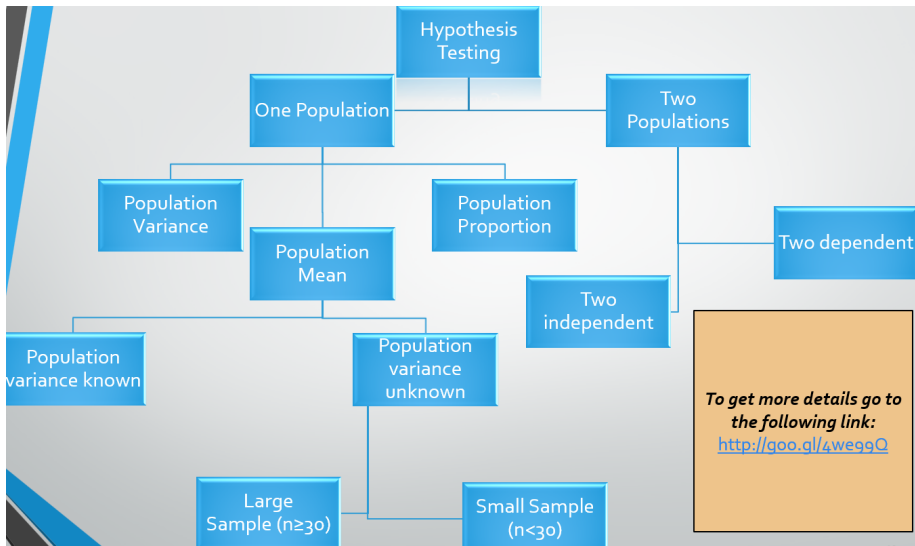 Hypothesis
Testing
One Population
Two
Populations
Population
Variance
Population
Mean
Population
Proportion
Two dependent
Two
independent
Population
variance known
Population
variance
unknown
To get more details go to
the following link:
http://goo.gl/4we99Q
Large
Sample (n≥30)
Small Sample
(n<30)